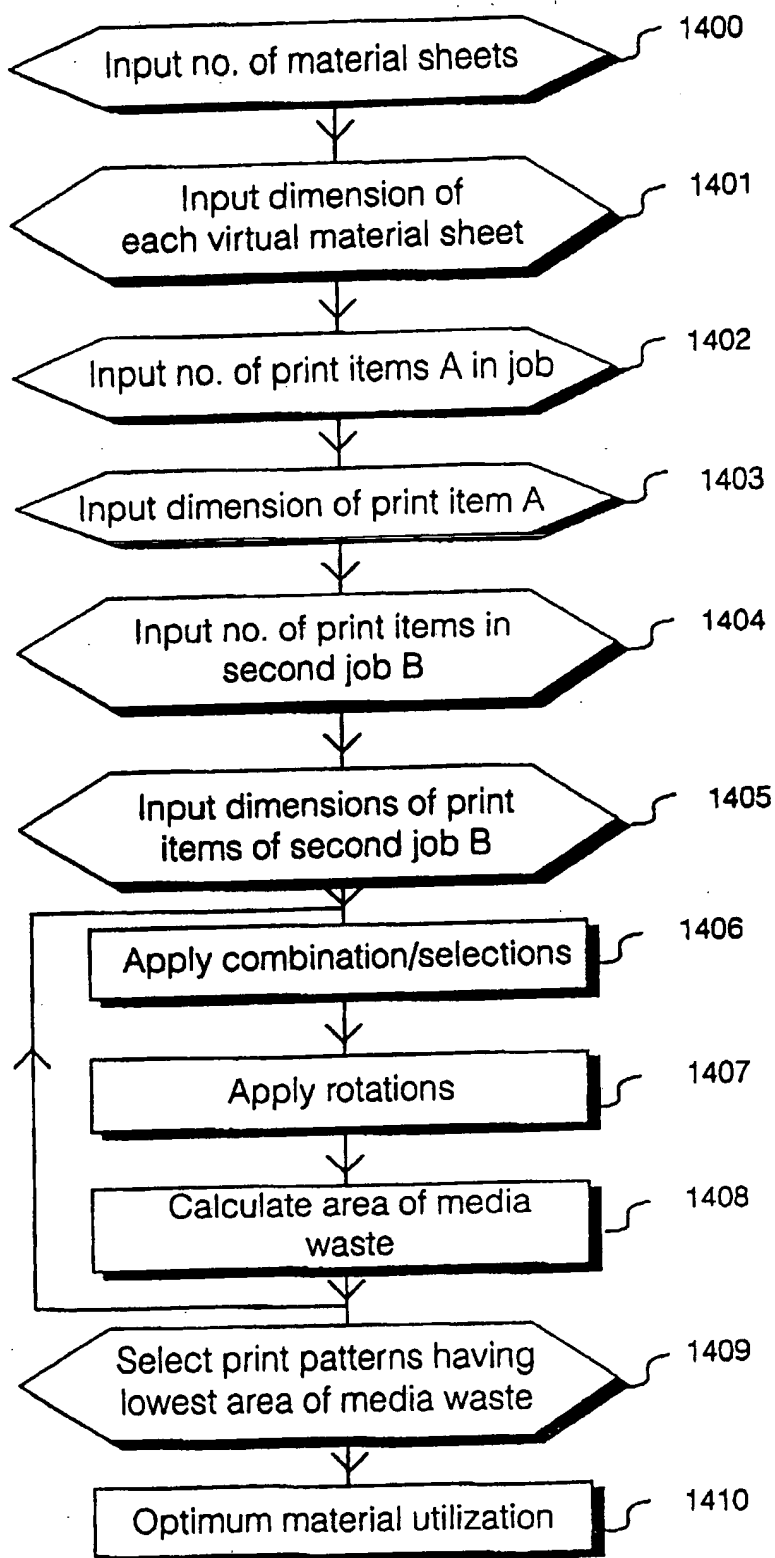 Input no. of material sheets
1400
Input dimension of
each virtual material sheet
1401
Input no. of print items A in job
1402
Input dimension of print item A
1403
Input no. of print items in
second job B
1404
Input dimensions of print
items of second job B
1405
Apply combination/selections
1406
Apply rotations
1407
Calculate area of media
waste
1408
Select print patterns having
lowest area of media waste
1409
Optimum material utilization
1410